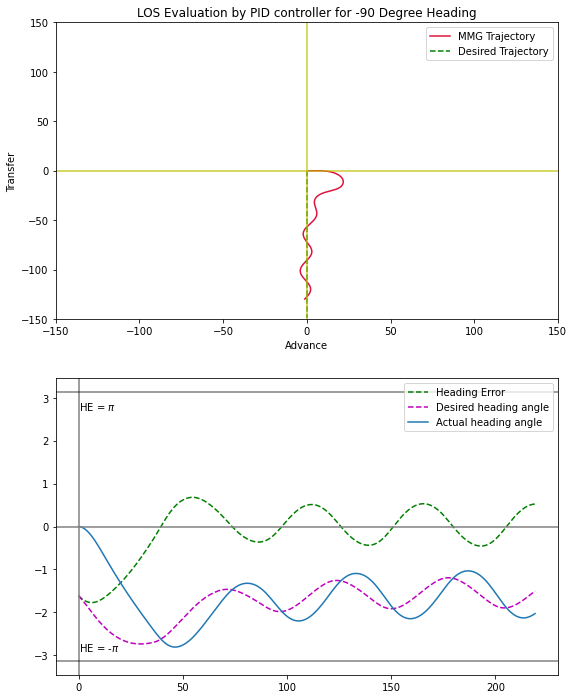 LOS Evaluation by PID controller for -90 Degree Heading
150
100
50
0
−50
−100
−150
Transfer
MMG Trajectory
Desired Trajectory
−150 −100 −50 0 50 100 150
Advance
3
2
1
0
−1
−2
−3
HE = π
HE = -π
Heading Error
Desired heading angle
Actual heading angle
0 50 100 150 200